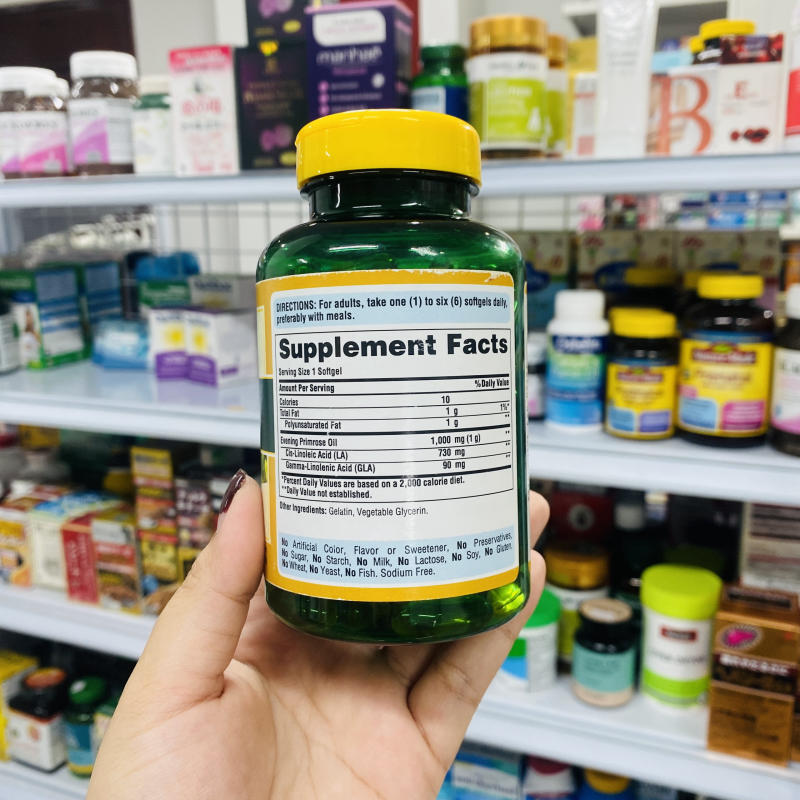 DIRECTIONS: For adults, take one (1) to six (6) softgels daily,
preferably with meals.
Supplement Facts
Serving Size 1 Softgel
Amount Per Serving %Daily Value
Calories 10
Total Fat 1 g 1%*
Polyunsaturated Fat 1 g **
Evening Primrose Oil 1,000 mg (1 g) **
Cis-Linoleic Acid (LA) 730 mg **
Gamma-Linolenic Acid (GLA) 90 mg **
*Percent Daily Values are based on a 2,000 calorie diet.
**Daily Value not established.
Other Ingredients: Gelatin, Vegetable Glycerin.
No Artificial Color, Flavor or Sweetener, No Preservatives,
No Sugar, No Starch, No Milk, No Lactose, No Soy, No Gluten,
No Wheat, No Yeast, No Fish. Sodium Free.
B